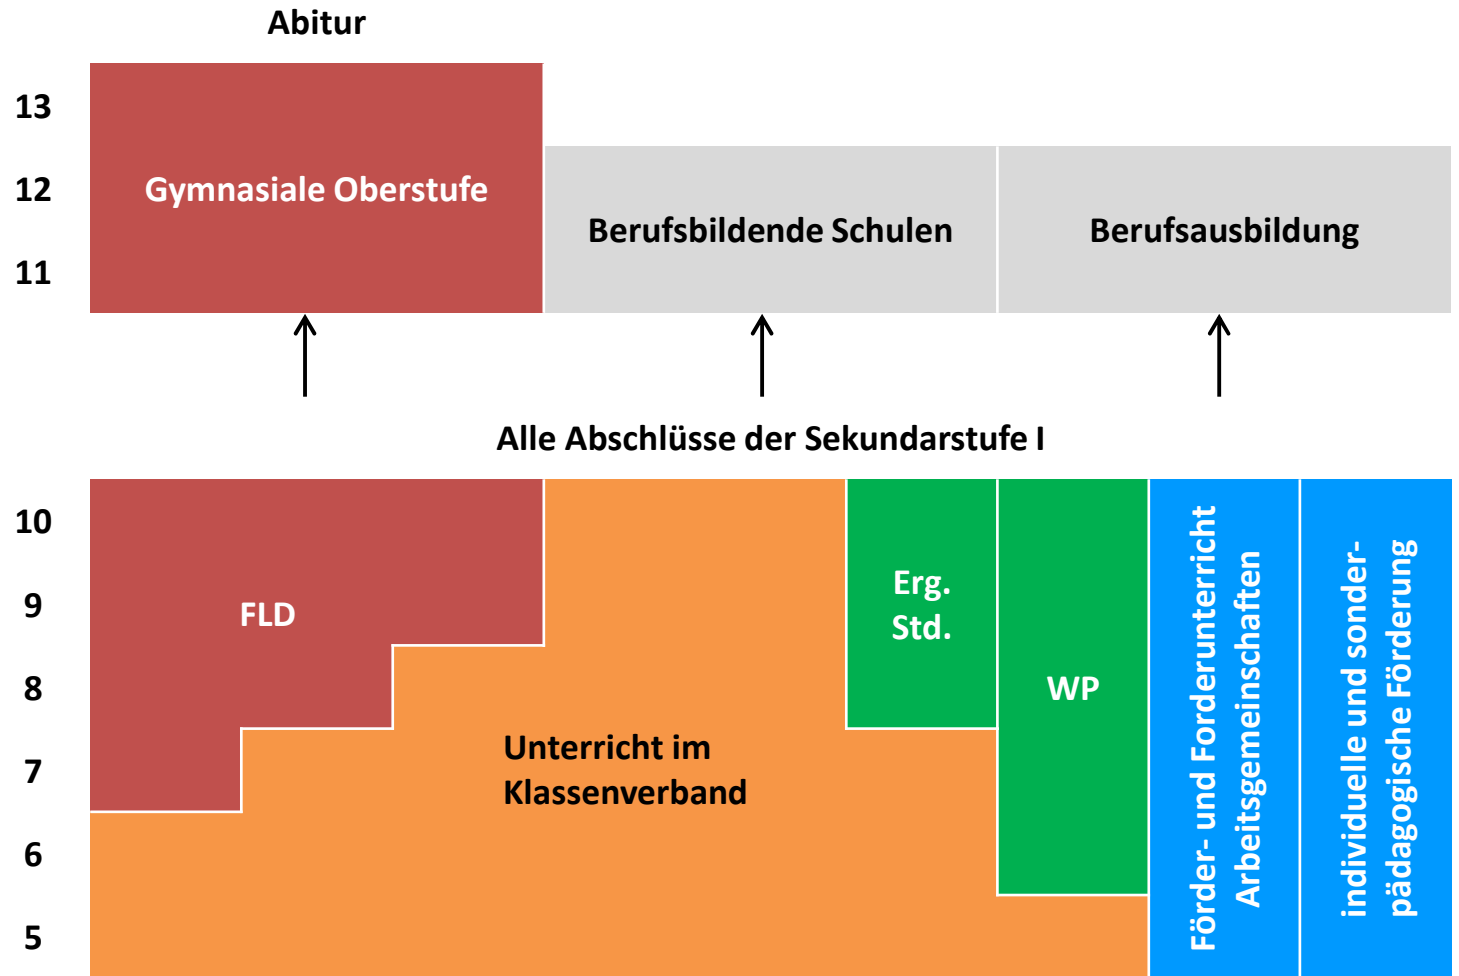 Abitur
13
12
11
Gymnasiale Oberstufe
Berufsbildende Schulen
Berufsausbildung
Alle Abschlüsse der Sekundarstufe I
10
9
8
7
6
5
FLD
Unterricht im
Klassenverband
Erg.
Std.
WP
Förder- und Forderunterricht
Arbeitsgemeinschaften
individuelle und sonder-
pädagogische Förderung